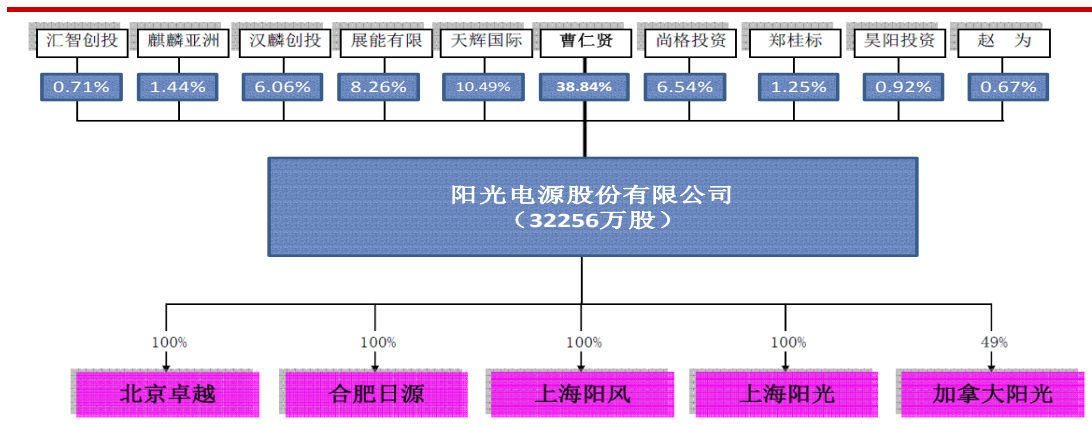 汇智创投 麒麟亚洲 汉麟创投 展能有限 天辉国际 曹仁贤 尚格投资 郑桂标 昊阳投资 赵 为
0.71% 1.44% 6.06% 8.26% 10.49% 38.84% 6.54% 1.25% 0.92% 0.67%
阳光电源股份有限公司
（32256万股）
100% 100% 100% 100% 49%
北京卓越 合肥日源 上海阳风 上海阳光 加拿大阳光